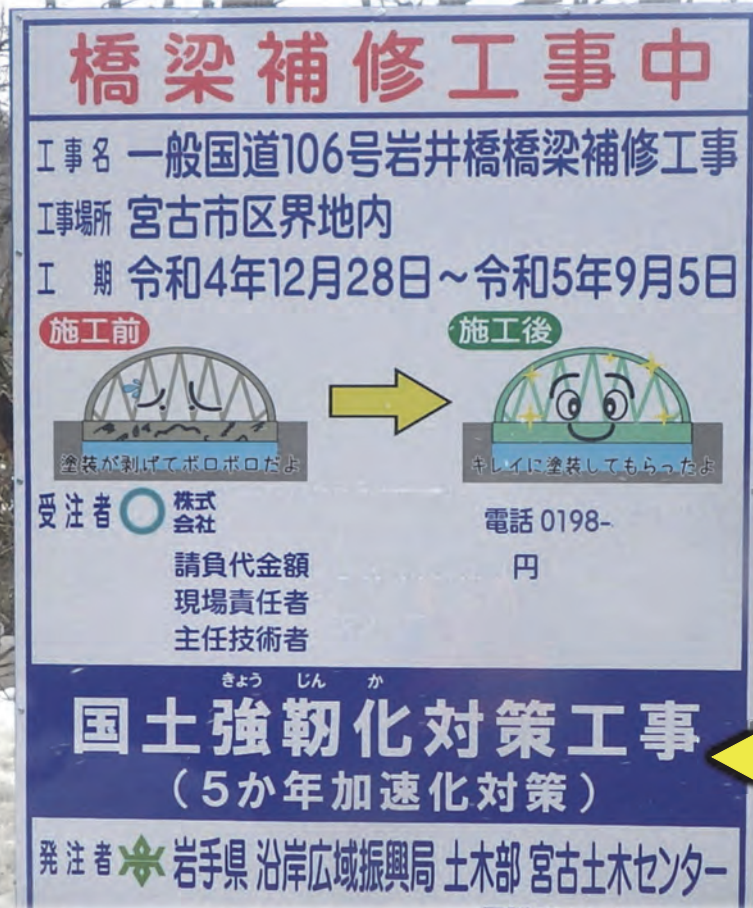 橋梁補修工事中
工事名 一般国道106号岩井橋橋梁補修工事
工事場所 宮古市区界地内
工期 令和4年12月28日～令和5年9月5日
施工前 施工後
塗装が剥げてボロボロだよ キレイに塗装してもらったよ
受注者 株式会社 電話 0198-
請負代金額 円
現場責任者
主任技術者
きょう じん か
国土強靭化対策工事
（5か年加速化対策）
発注者 岩手県 沿岸広域振興局 土木部 宮古土木センター